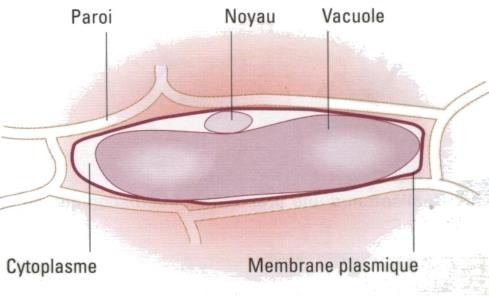 Paroi Noyau Vacuole
Cytoplasme Membrane plasmique